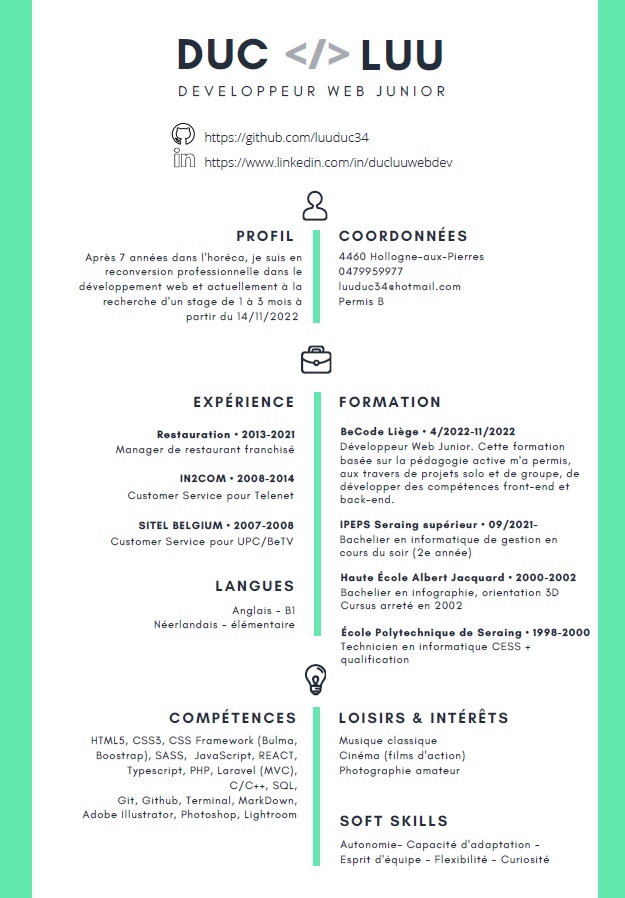 DUC </> LUU
DEVELOPPEUR WEB JUNIOR
https://github.com/luuduc34
in https://www.linkedin.com/in/ducluuwebdev
PROFIL
Après 7 années dans l'horéca, je suis en
reconversion professionnelle dans le
développement web et actuellement à la
recherche d'un stage de 1 à 3 mois à
partir du 14/11/2022
COORDONNÉES
4460 Hollogne-aux-Pierres
0479959977
luuduc34@hotmail.com
Permis B
EXPÉRIENCE
Restauration • 2013-2021
Manager de restaurant franchisé
IN2COM • 2008-2014
Customer Service pour Telenet
SITEL BELGIUM • 2007-2008
Customer Service pour UPC/BeTV
LANGUES
Anglais - B1
Néerlandais - élémentaire
FORMATION
BeCode Liège • 4/2022-11/2022
Développeur Web Junior. Cette formation
basée sur la pédagogie active m'a permis,
aux travers de projets solo et de groupe, de
développer des compétences front-end et
back-end.
IPEPS Seraing supérieur • 09/2021-
Bachelier en informatique de gestion en
cours du soir (2e année)
Haute École Albert Jacquard • 2000-2002
Bachelier en infographie, orientation 3D
Cursus arreté en 2002
École Polytechnique de Seraing • 1998-2000
Technicien en informatique CESS +
qualification
COMPÉTENCES
HTML5, CSS3, CSS Framework (Bulma,
Boostrap), SASS, JavaScript, REACT,
Typescript, PHP, Laravel (MVC),
C/C++, SQL,
Git, Github, Terminal, MarkDown,
Adobe Illustrator, Photoshop, Lightroom
LOISIRS & INTÉRÊTS
Musique classique
Cinéma (films d'action)
Photographie amateur
SOFT SKILLS
Autonomie- Capacité d'adaptation -
Esprit d'équipe - Flexibilité - Curiosité